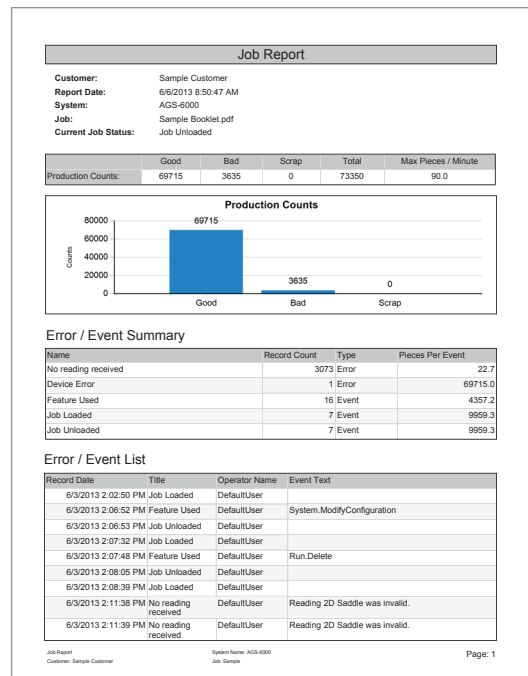 Job Report
Customer: Sample Customer
Report Date: 6/6/2013 8:50:47 AM
System: AGS-6000
Job: Sample Booklet.pdf
Current Job Status: Job Unloaded
Good Bad Scrap Total Max Pieces / Minute
Production Counts: 69715 3635 0 73350 90.0
Production Counts
80000
60000
40000
20000
0
Counts
69715
3635
0
Good Bad Scrap
Error / Event Summary
Name Record Count Type Pieces Per Event
No reading received 3073 Error 22.7
Device Error 1 Error 69715.0
Feature Used 16 Event 4357.2
Job Loaded 7 Event 9959.3
Job Unloaded 7 Event 9959.3
Error / Event List
Record Date Title Operator Name Event Text
6/3/2013 2:02:50 PM Job Loaded DefaultUser
6/3/2013 2:06:52 PM Feature Used DefaultUser System.ModifyConfiguration
6/3/2013 2:06:53 PM Job Unloaded DefaultUser
6/3/2013 2:07:32 PM Job Loaded DefaultUser
6/3/2013 2:07:48 PM Feature Used DefaultUser Run.Delete
6/3/2013 2:08:05 PM Job Unloaded DefaultUser
6/3/2013 2:08:39 PM Job Loaded DefaultUser
6/3/2013 2:11:38 PM No reading DefaultUser Reading 2D Saddle was invalid.
received
6/3/2013 2:11:39 PM No reading DefaultUser Reading 2D Saddle was invalid.
received
Job Report System Name: AGS-6000 Page: 1
Customer: Sample Customer Job: Sample